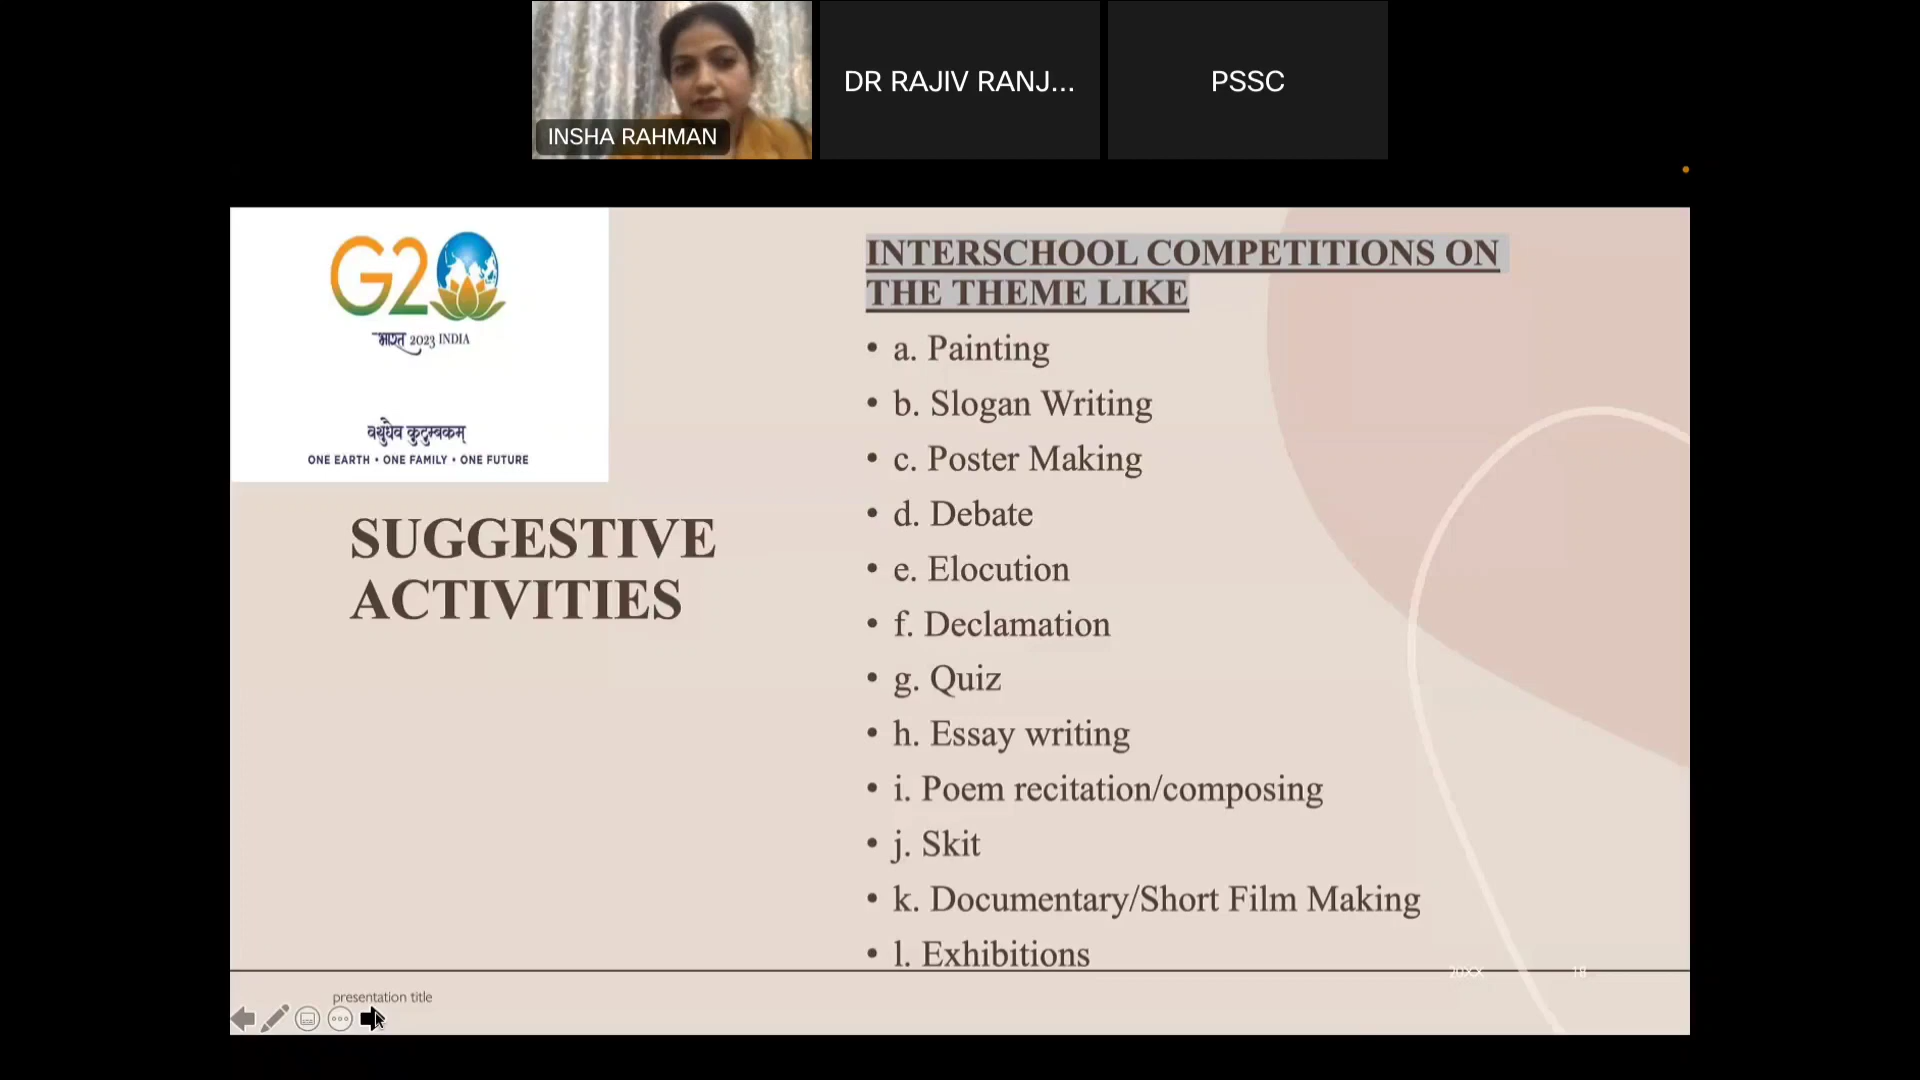 INSHA RAHMAN
DR RAJIV RANJ...
PSSC
G20
भारत 2023 INDIA
वसुधैव कुटुम्बकम्
ONE EARTH • ONE FAMILY • ONE FUTURE
SUGGESTIVE
ACTIVITIES
INTERSCHOOL COMPETITIONS ON
THE THEME LIKE
• a. Painting
• b. Slogan Writing
• c. Poster Making
• d. Debate
• e. Elocution
• f. Declamation
• g. Quiz
• h. Essay writing
• i. Poem recitation/composing
• j. Skit
• k. Documentary/Short Film Making
• l. Exhibitions
presentation title
20XX
18